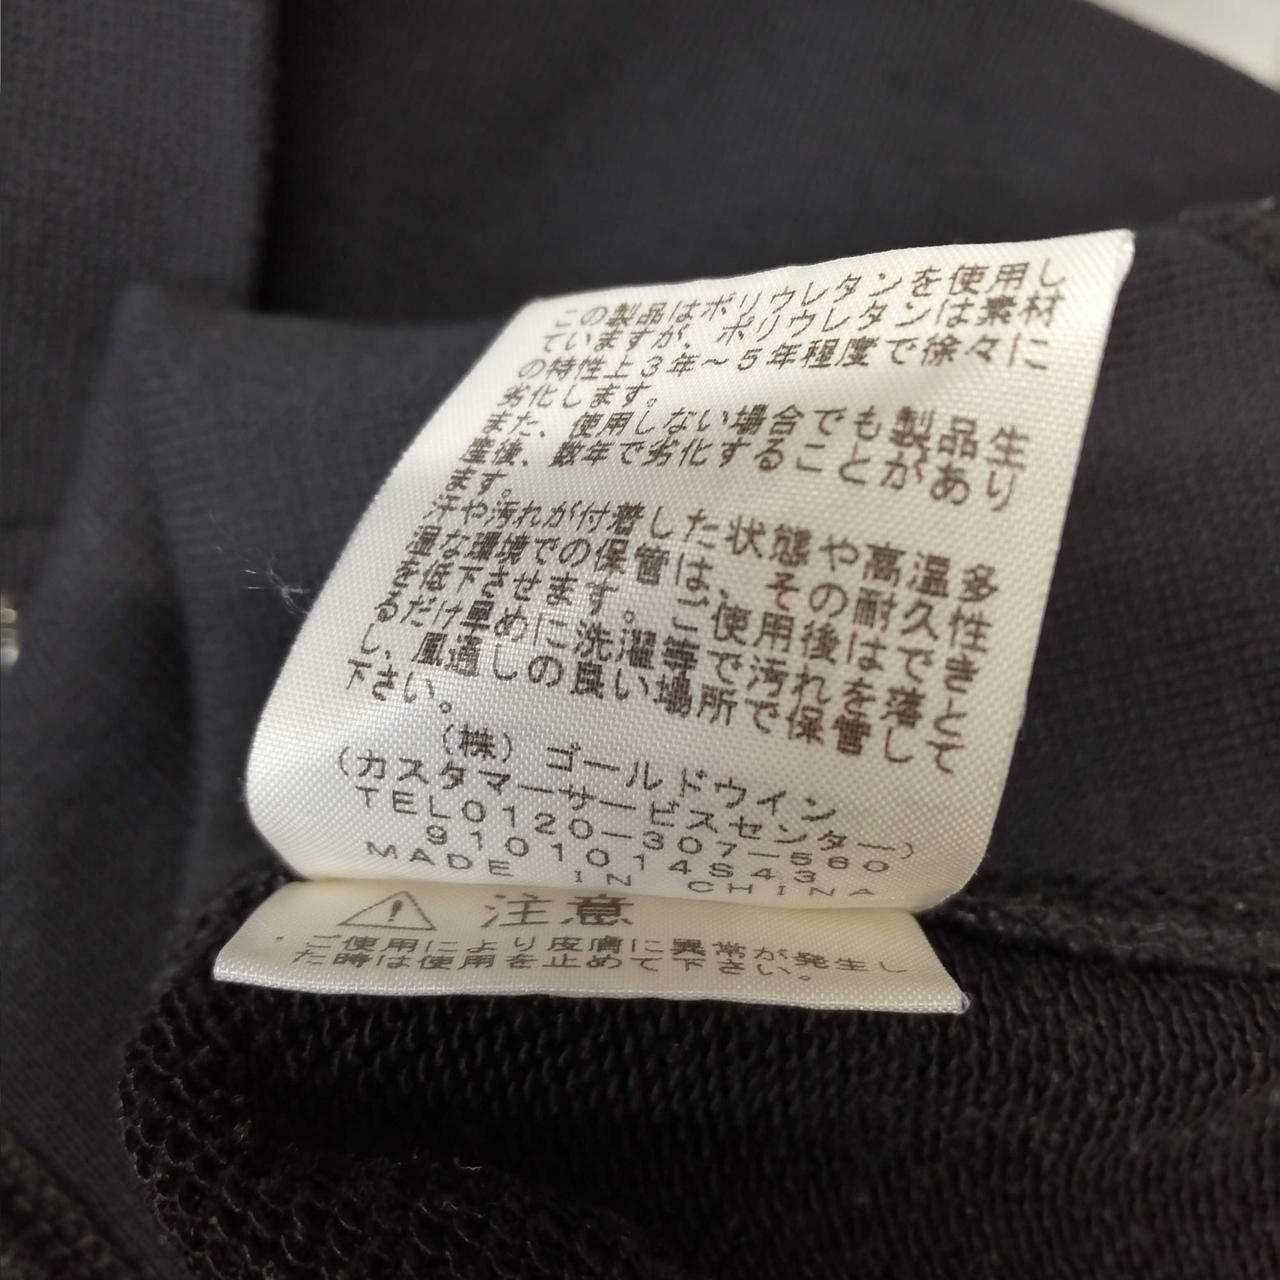 この製品はポリウレタンを使用し
ていますが、ポリウレタンは素材
の特性上3年～5年程度で徐々に
劣化します。
また、使用しない場合でも製品生
産後、数年で劣化することがあり
ます。
汗や汚れが付着した状態や高温多
湿な環境での保管は、その耐久性
を低下させます。ご使用後はでき
るだけ早めに洗濯等で汚れを落と
し、風通しの良い場所で保管して
下さい。
(株) ゴールドウイン
(カスタマーサービスセンター)
TEL0120-307-560
9101014S43
MADE IN CHINA
注意
・ご使用により皮膚に異常が発生し
た時は使用を止めて下さい。